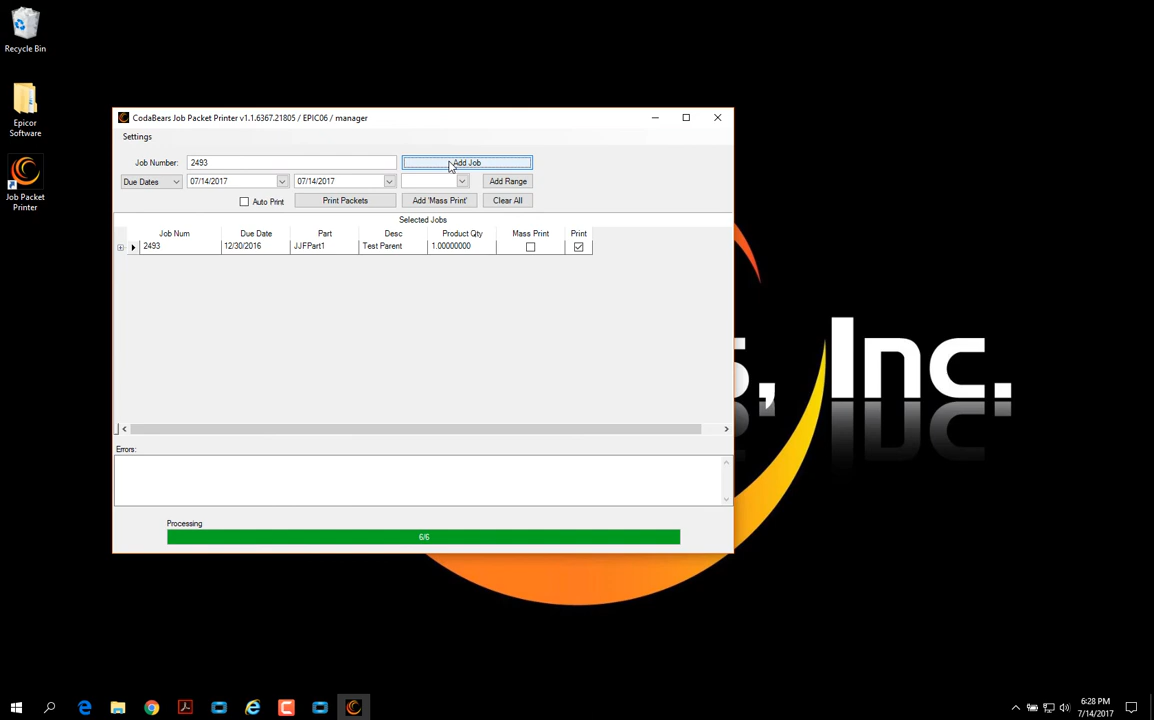 Recycle Bin
Epicor
Software
Job Packet
Printer
CodaBears Job Packet Printer v1.1.6367.21805 / EPIC06 / manager
Settings
Job Number: 2493 Add Job
Due Dates 07/14/2017 07/14/2017 Add Range
Auto Print Print Packets Add 'Mass Print' Clear All
Selected Jobs
Job Num Due Date Part Desc Product Qty Mass Print Print
2493 12/30/2016 JJFPart1 Test Parent 1.00000000
s, Inc.
Errors:
Processing
6/6
6:28 PM
7/14/2017